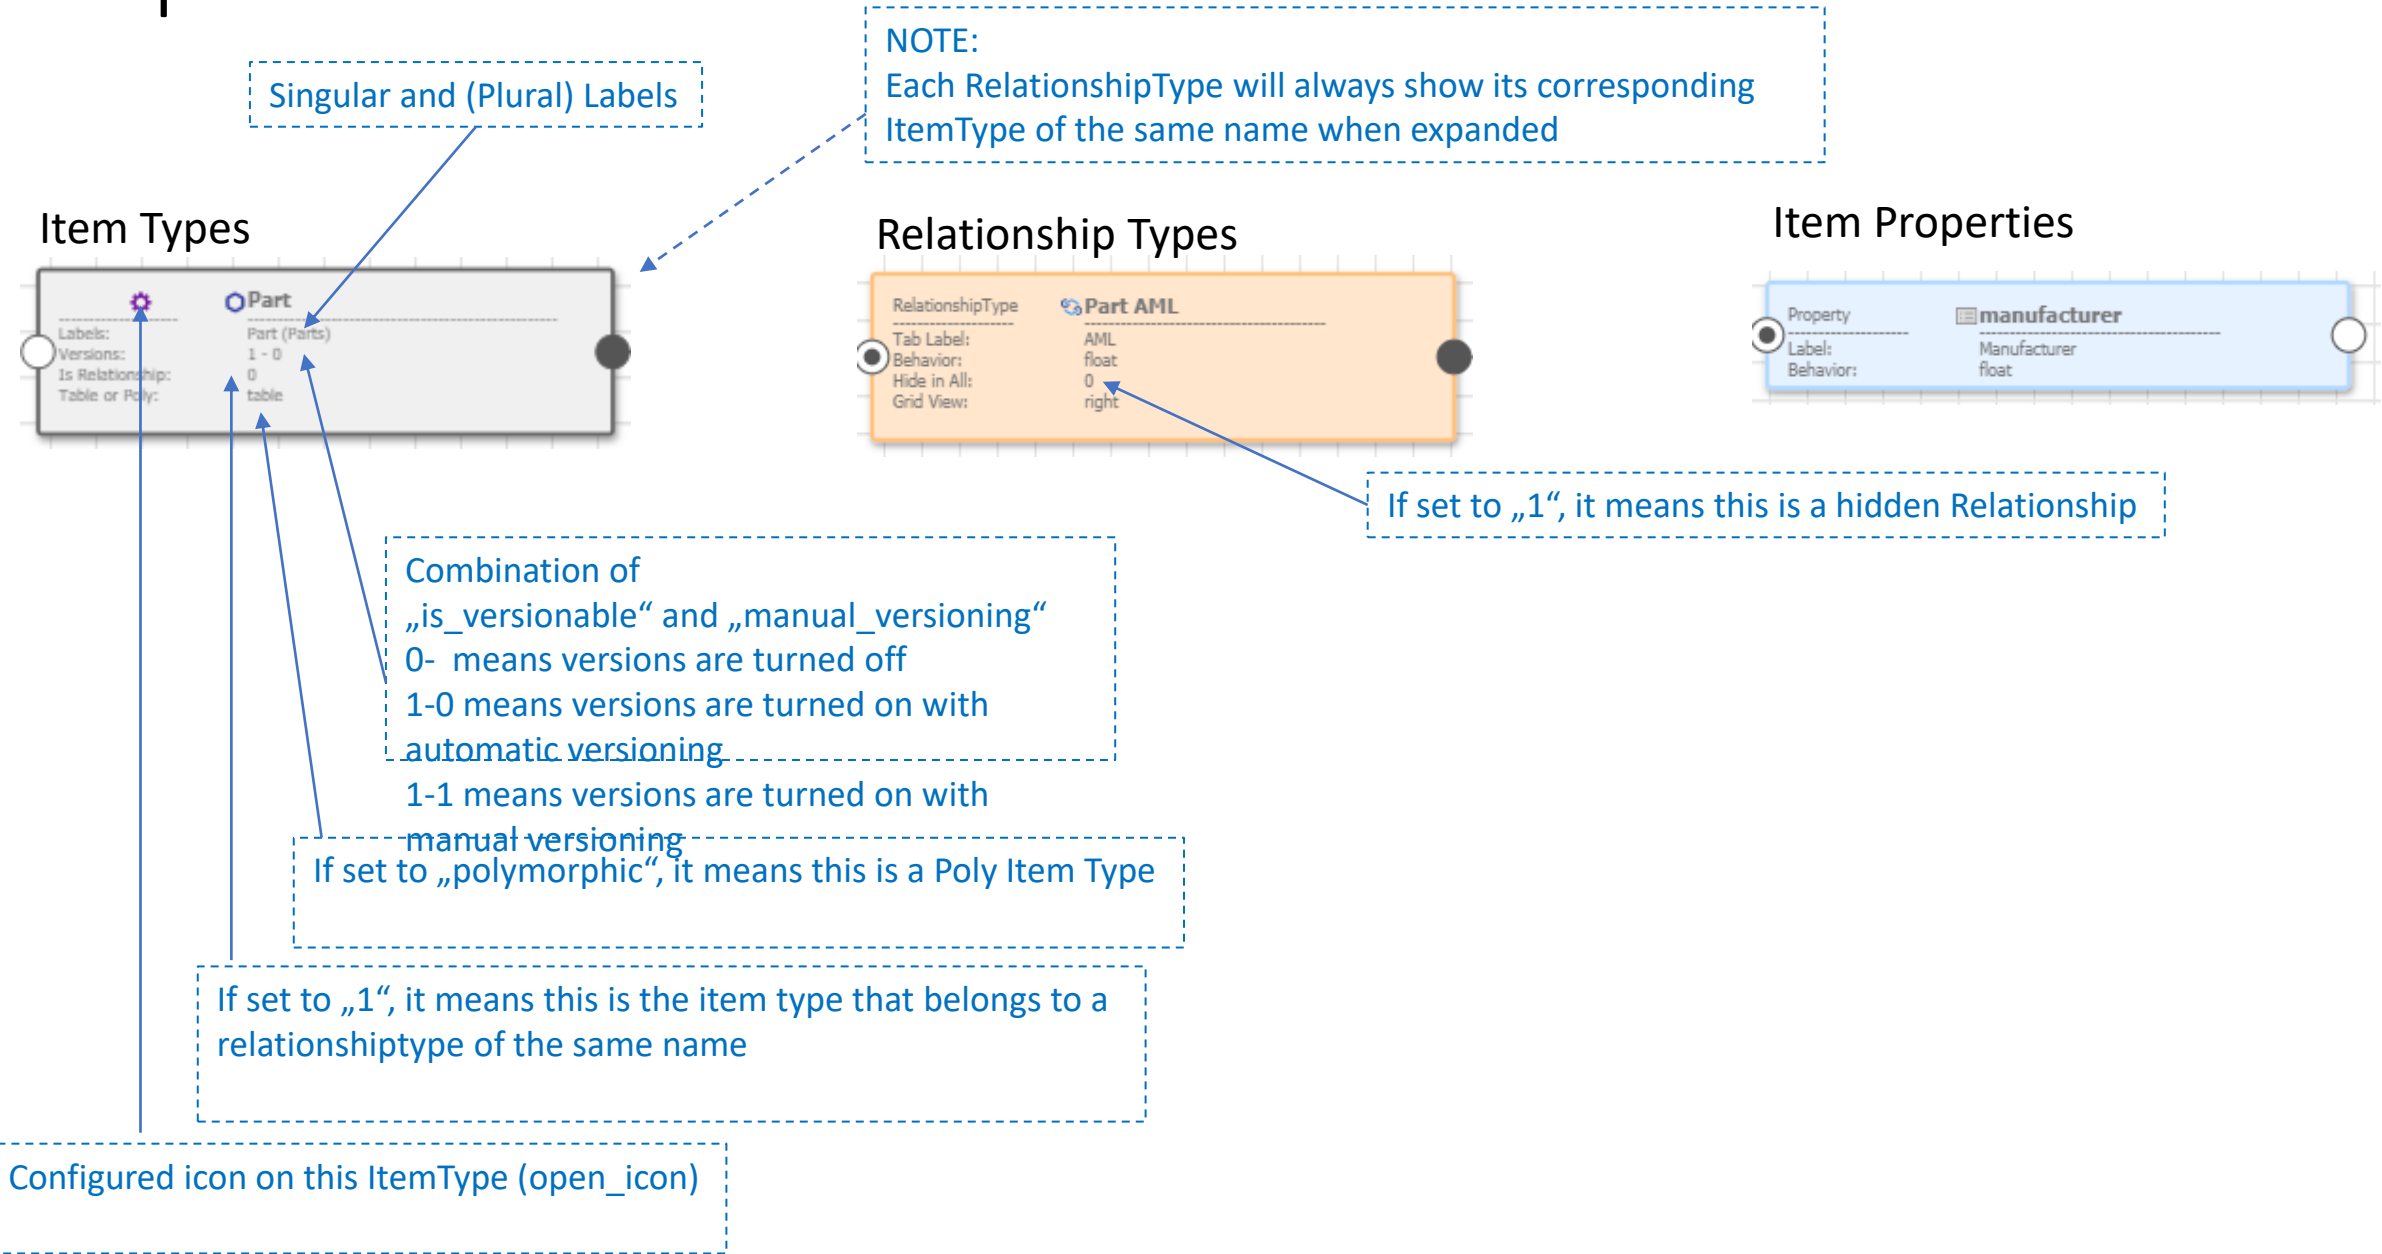 NOTE:
Each RelationshipType will always show its corresponding
ItemType of the same name when expanded
Singular and (Plural) Labels
Item Types
Relationship Types
Item Properties
Part
Labels: Part (Parts)
Versions: 1 - 0
Is Relationship: 0
Table or Poly: table
RelationshipType Part AML
Tab Label: AML
Behavior: float
Hide in All: 0
Grid View: right
Property manufacturer
Label: Manufacturer
Behavior: float
If set to „1“, it means this is a hidden Relationship
Combination of
„is_versionable“ and „manual_versioning“
0-  means versions are turned off
1-0 means versions are turned on with
automatic versioning
1-1 means versions are turned on with
manual versioning
If set to „polymorphic“, it means this is a Poly Item Type
If set to „1“, it means this is the item type that belongs to a
relationshiptype of the same name
Configured icon on this ItemType (open_icon)